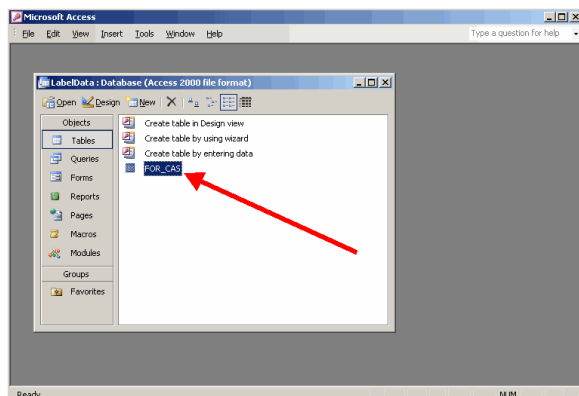 Microsoft Access
File Edit View Insert Tools Window Help Type a question for help
LabelData : Database (Access 2000 file format)
Open Design New
Objects
Tables
Queries
Forms
Reports
Pages
Macros
Modules
Groups
Favorites
Create table in Design view
Create table by using wizard
Create table by entering data
FOR_CAS
Ready NUM